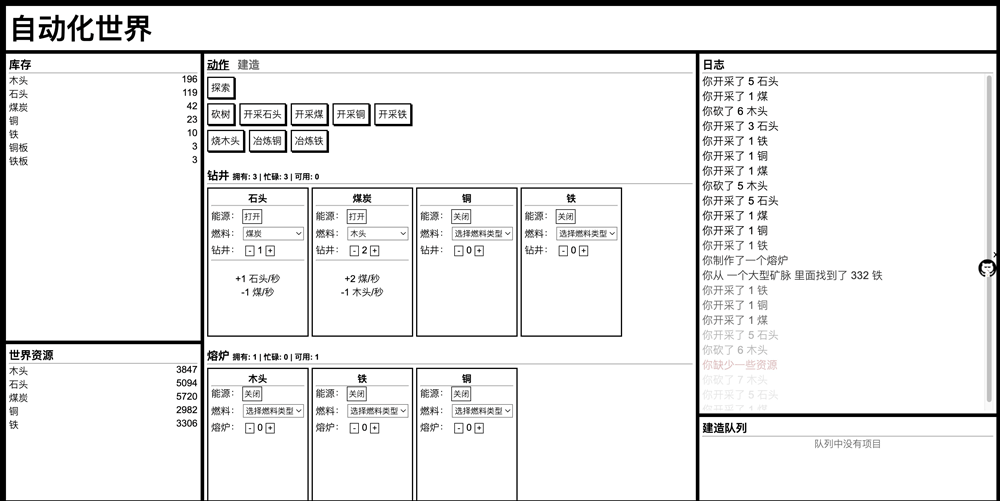 自动化世界
库存
木头 196
石头 119
煤炭 42
铜 23
铁 10
铜板 3
铁板 3
世界资源
木头 3847
石头 5094
煤炭 5720
铜 2982
铁 3306
动作 建造
探索
砍树 开采石头 开采煤 开采铜 开采铁
烧木头 冶炼铜 冶炼铁
钻井 拥有: 3 | 忙碌: 3 | 可用: 0
石头
能源: 打开
燃料: 煤炭
钻井: - 1 +
+1 石头/秒
-1 煤/秒
煤炭
能源: 打开
燃料: 木头
钻井: - 2 +
+2 煤/秒
-1 木头/秒
铜
能源: 关闭
燃料: 选择燃料类型
钻井: - 0 +
铁
能源: 关闭
燃料: 选择燃料类型
钻井: - 0 +
熔炉 拥有: 1 | 忙碌: 0 | 可用: 1
木头
能源: 关闭
燃料: 选择燃料类型
熔炉: - 0 +
铁
能源: 关闭
燃料: 选择燃料类型
熔炉: - 0 +
铜
能源: 关闭
燃料: 选择燃料类型
熔炉: - 0 +
日志
你开采了 5 石头
你开采了 1 煤
你砍了 6 木头
你开采了 3 石头
你开采了 1 铁
你开采了 1 铜
你开采了 1 煤
你砍了 5 木头
你开采了 5 石头
你开采了 1 煤
你开采了 1 铜
你开采了 1 铁
你制作了一个熔炉
你从 一个大型矿脉 里面找到了 332 铁
你开采了 1 铁
你开采了 1 铜
你开采了 1 煤
你开采了 5 石头
你砍了 6 木头
你缺少一些资源
你砍了 7 木头
你开采了 5 石头
你开采了 1 煤
建造队列
队列中没有项目